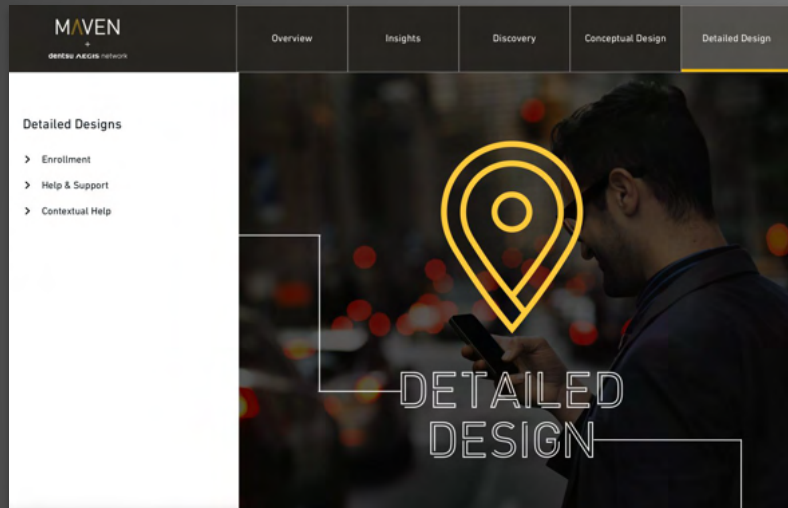 MAVEN
+
dentsu AEGIS network
Overview
Insights
Discovery
Conceptual Design
Detailed Design
Detailed Designs
Enrollment
Help & Support
Contextual Help
DETAILED
DESIGN